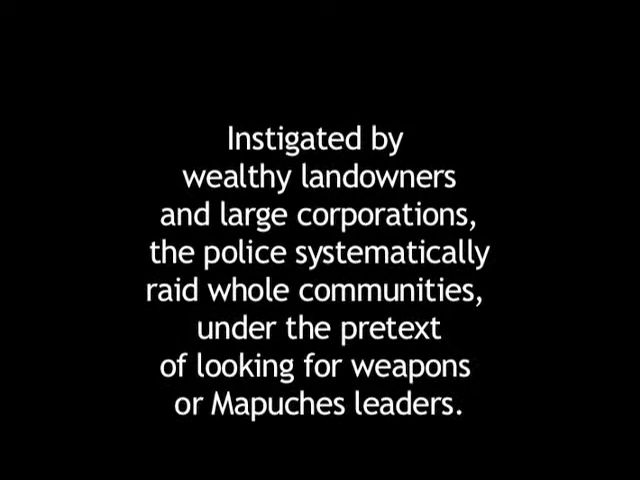 Instigated by
wealthy landowners
and large corporations,
the police systematically
raid whole communities,
under the pretext
of looking for weapons
or Mapuches leaders.